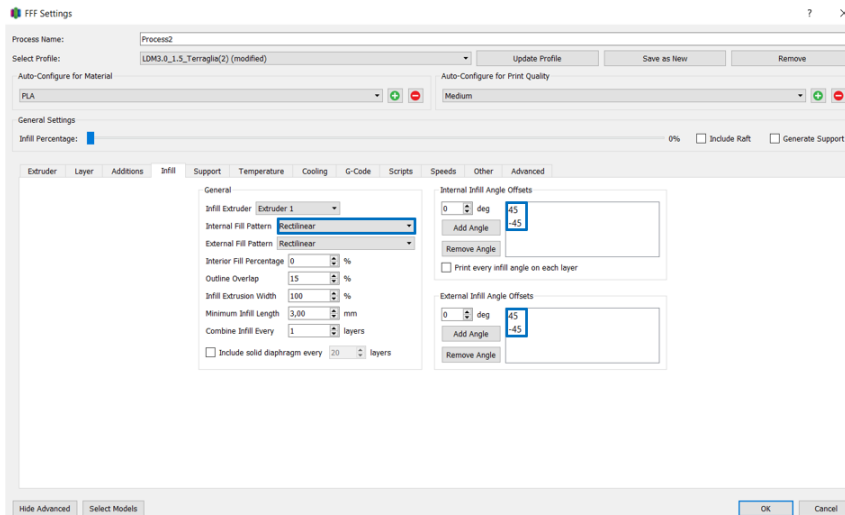 FFF Settings ? X
Process Name: Process2
Select Profile: LDM3.0_1.5_Terraglia(2) (modified) Update Profile Save as New Remove
Auto-Configure for Material
PLA
Auto-Configure for Print Quality
Medium
General Settings
Infill Percentage: 0% Include Raft Generate Support
Extruder Layer Additions Infill Support Temperature Cooling G-Code Scripts Speeds Other Advanced
General
Infill Extruder Extruder 1
Internal Fill Pattern Rectilinear
External Fill Pattern Rectilinear
Interior Fill Percentage 0 %
Outline Overlap 15 %
Infill Extrusion Width 100 %
Minimum Infill Length 3,00 mm
Combine Infill Every 1 layers
Include solid diaphragm every 20 layers
Internal Infill Angle Offsets
0 deg
Add Angle
Remove Angle
45
-45
Print every infill angle on each layer
External Infill Angle Offsets
0 deg
Add Angle
Remove Angle
45
-45
Hide Advanced Select Models OK Cancel